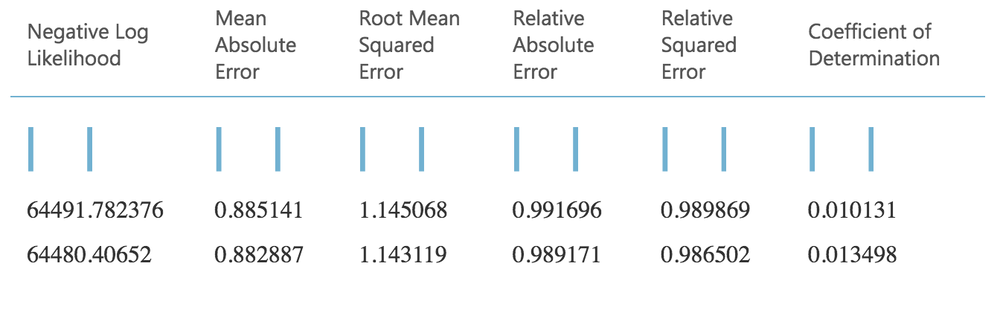 Negative Log Likelihood Mean Absolute Error Root Mean Squared Error Relative Absolute Error Relative Squared Error Coefficient of Determination
64491.782376 0.885141 1.145068 0.991696 0.989869 0.010131
64480.40652 0.882887 1.143119 0.989171 0.986502 0.013498